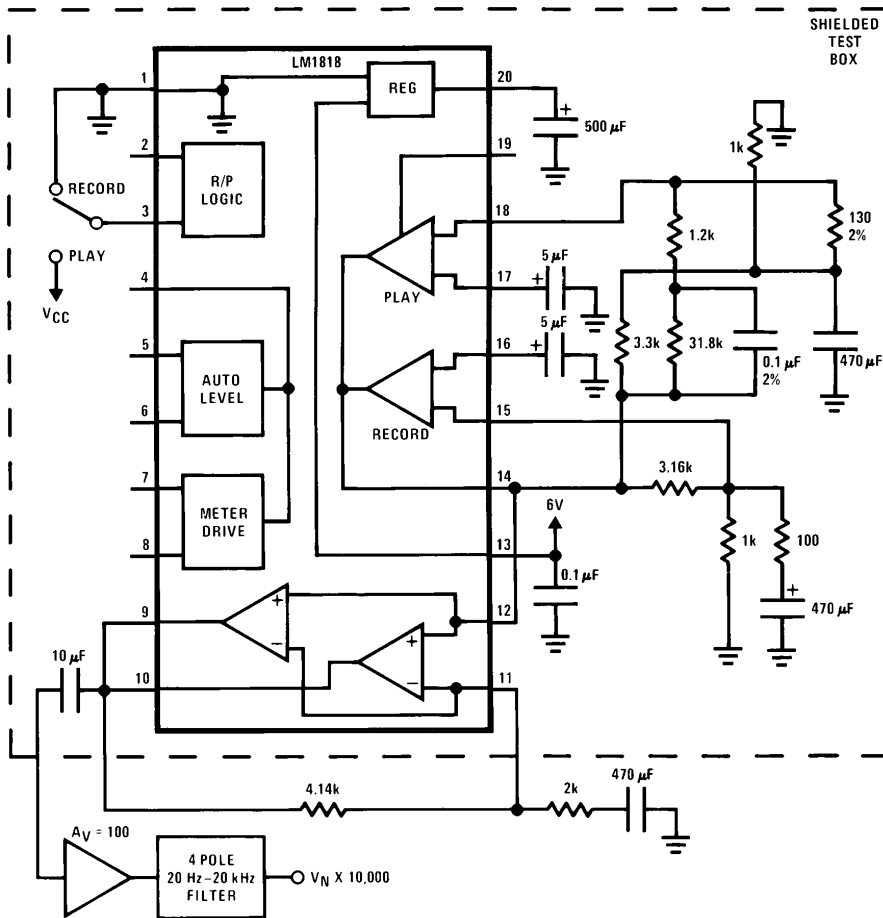 SHIELDED
TEST
BOX
LM1818
1
20
REG
500 µF
+
2
19
1k
R/P
LOGIC
RECORD
3
18
1.2k
130
2%
PLAY
VCC
4
PLAY
17
5 µF
+
5
AUTO
LEVEL
16
5 µF
+
3.3k
31.8k
0.1 µF
2%
470 µF
6
RECORD
15
7
METER
DRIVE
14
3.16k
8
13
6V
0.1 µF
1k
100
+
470 µF
9
+
−
12
10 µF
10
+
−
11
4.14k
2k
470 µF
AV = 100
4 POLE
20 Hz–20 kHz
FILTER
VN X 10,000